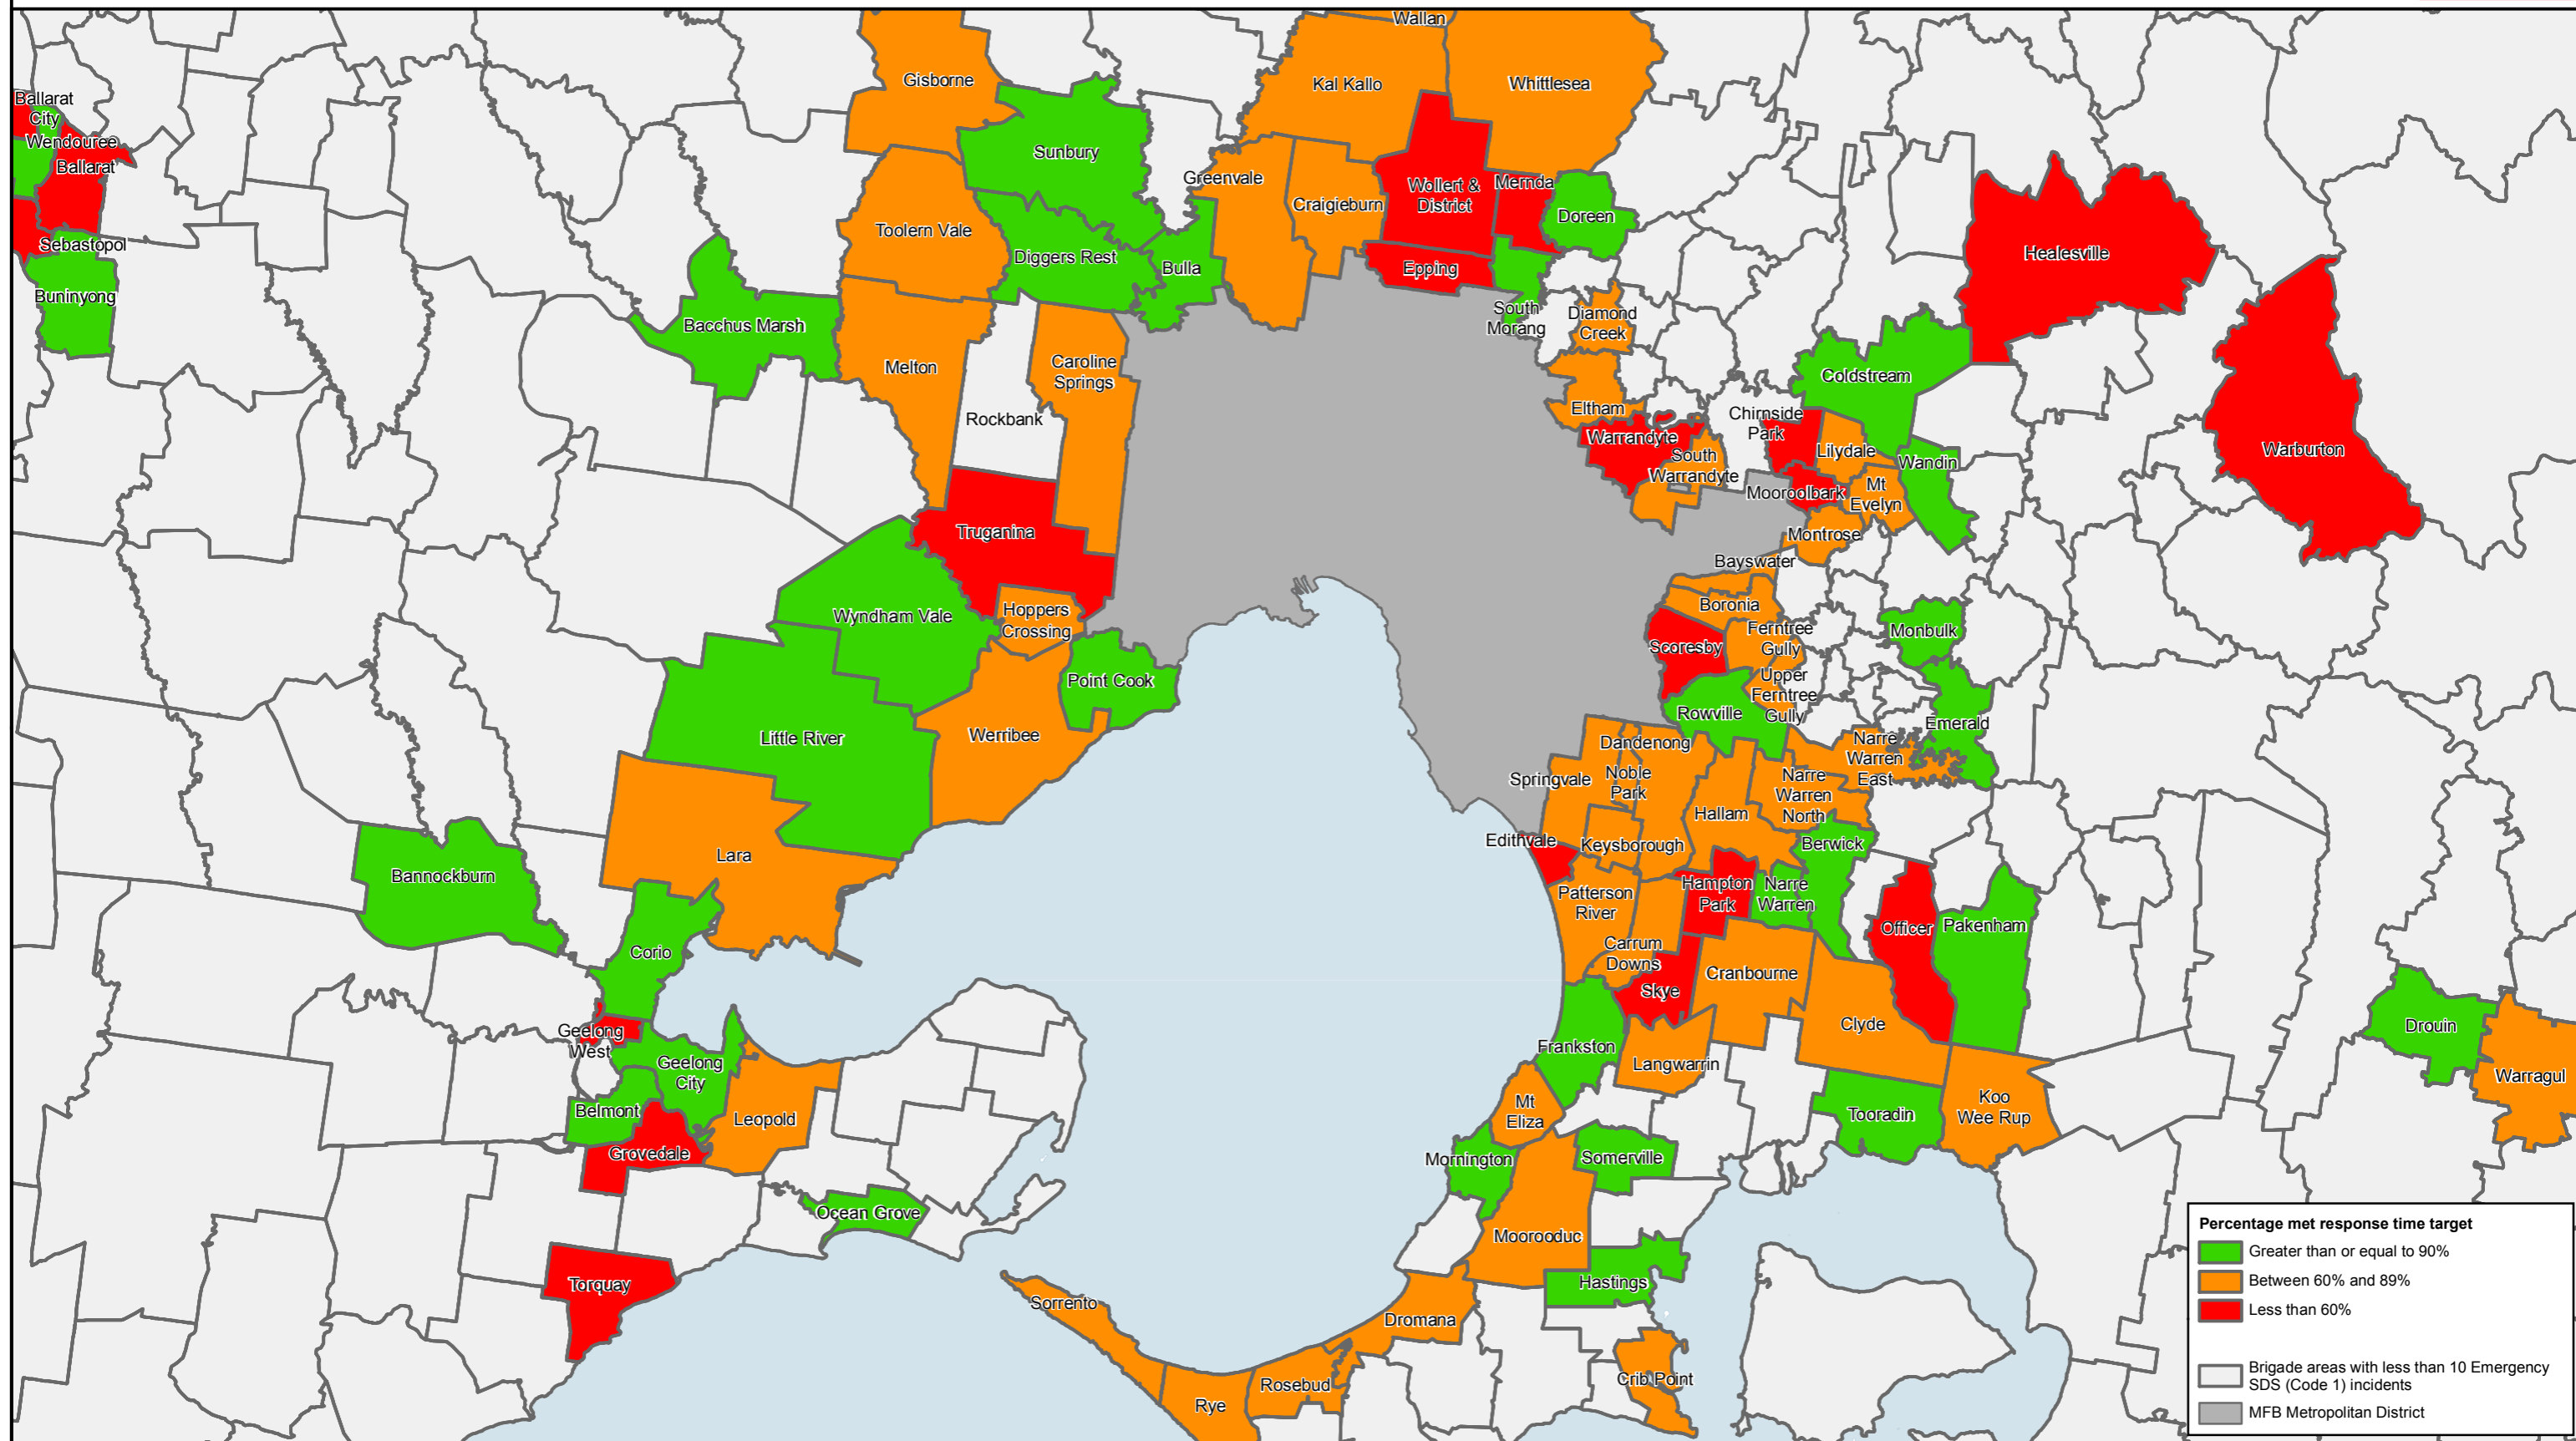 Wallan
Gisborne
Kal Kallo
Whittlesea
Ballarat
City
Wendouree
Ballarat
Sunbury
Greenvale
Craigieburn
Wollert &
District
Mernda
Doreen
Toolern Vale
Sebastopol
Diggers Rest
Bulla
Epping
Healesville
Buninyong
Bacchus Marsh
South
Morang
Diamond
Creek
Melton
Caroline
Springs
Coldstream
Rockbank
Eltham
Chirnside
Park
Warrandyte
South
Warrandyte
Lilydale
Wandin
Warburton
Mooroolbark
Mt
Evelyn
Truganina
Montrose
Bayswater
Hoppers
Crossing
Wyndham Vale
Boronia
Ferntree
Gully
Monbulk
Scoresby
Point Cook
Upper
Ferntree
Gully
Rowville
Emerald
Little River
Werribee
Dandenong
Narre
Warren
East
Springvale
Noble
Park
Narre
Warren
North
Hallam
Edithvale
Keysborough
Berwick
Lara
Bannockburn
Patterson
River
Hampton
Park
Narre
Warren
Officer
Pakenham
Corio
Carrum
Downs
Cranbourne
Skye
Geelong
West
Clyde
Drouin
Frankston
Geelong
City
Langwarrin
Warragul
Belmont
Leopold
Mt
Eliza
Tooradin
Koo
Wee Rup
Grovedale
Mornington
Somerville
Ocean Grove
Moorooduc
Torquay
Hastings
Sorrento
Dromana
Rosebud
Crib Point
Rye
Percentage met response time target
Greater than or equal to 90%
Between 60% and 89%
Less than 60%
Brigade areas with less than 10 Emergency
SDS (Code 1) incidents
MFB Metropolitan District